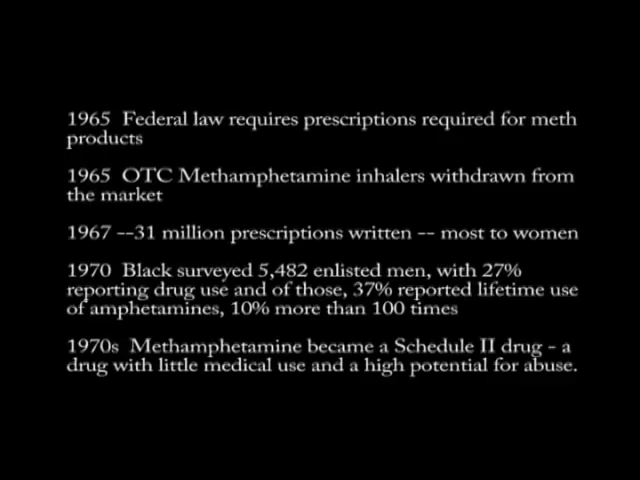 1965  Federal law requires prescriptions required for meth
products
1965  OTC Methamphetamine inhalers withdrawn from
the market
1967 --31 million prescriptions written -- most to women
1970  Black surveyed 5,482 enlisted men, with 27%
reporting drug use and of those, 37% reported lifetime use
of amphetamines, 10% more than 100 times
1970s  Methamphetamine became a Schedule II drug - a
drug with little medical use and a high potential for abuse.